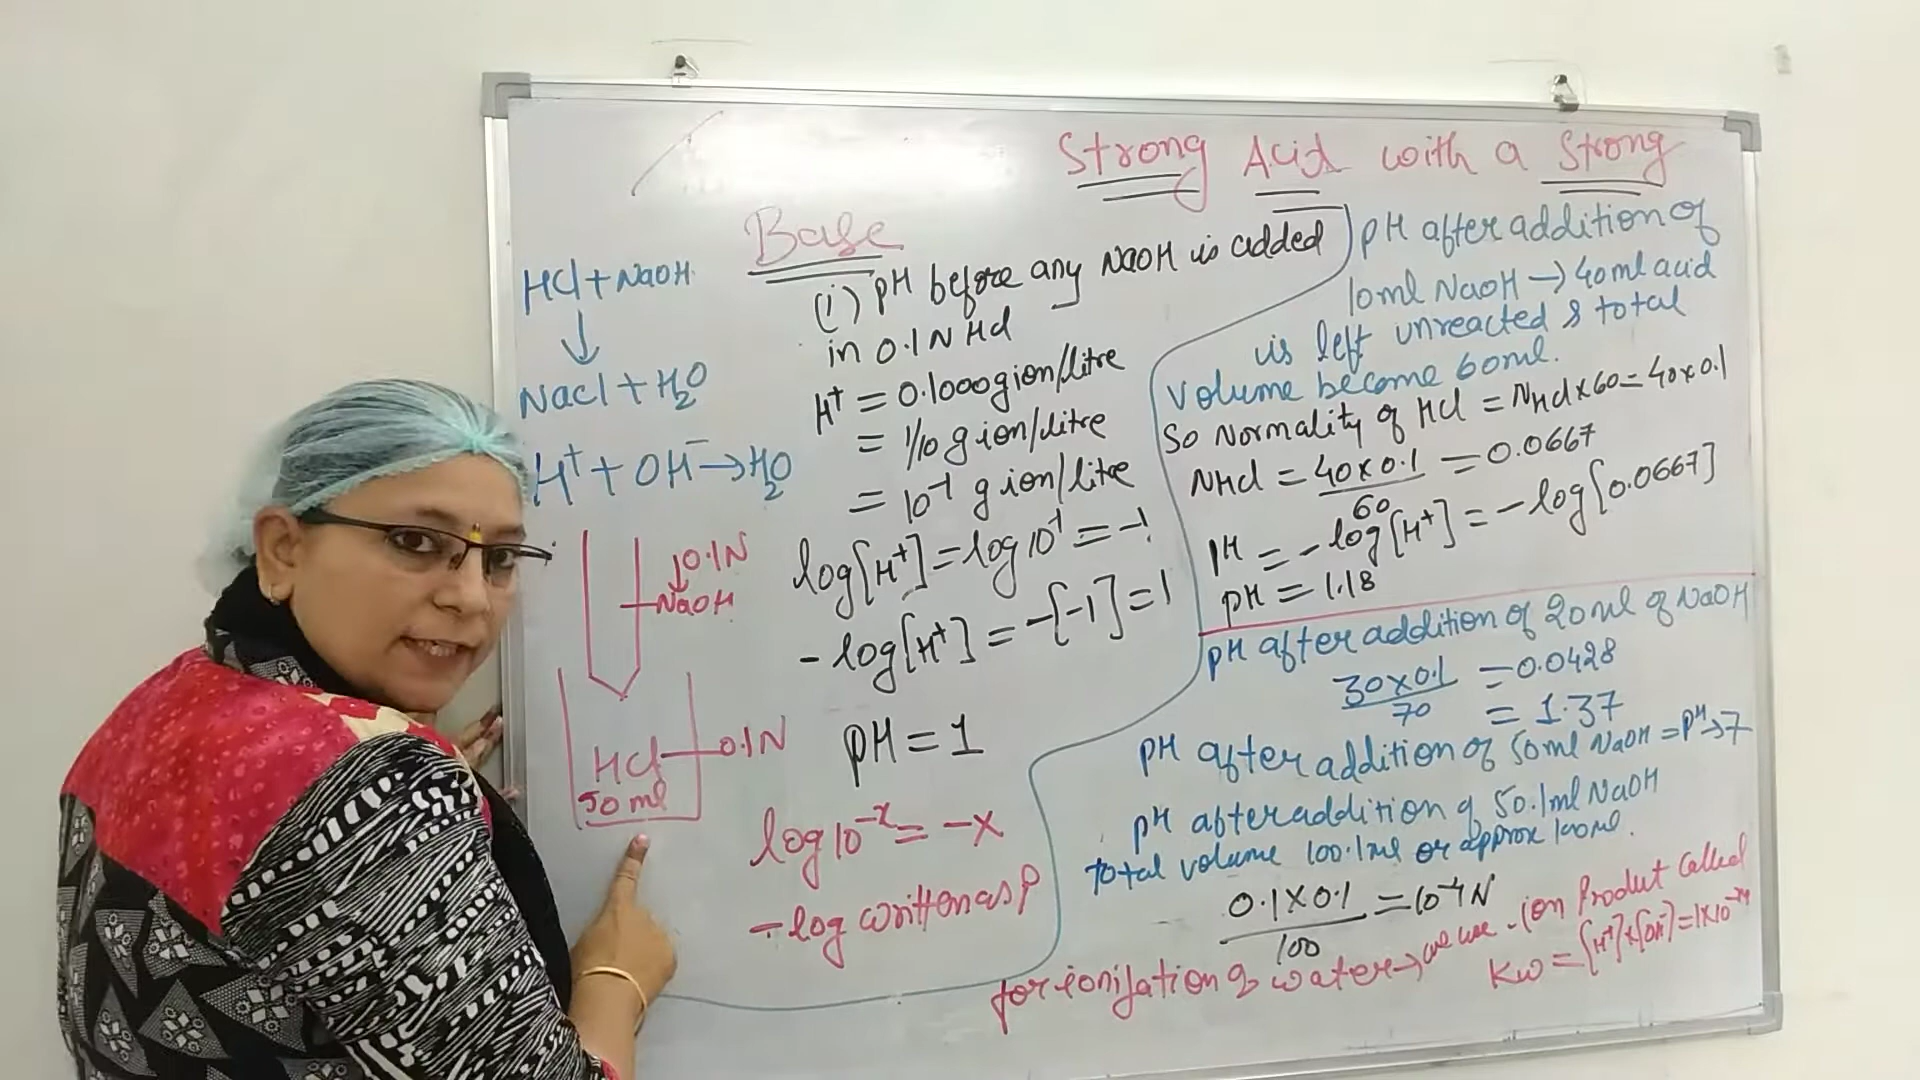 Strong Acid with a Strong
Base
HCl + NaOH
↓
NaCl + H2O
H⁺ + OH⁻ → H2O
0.1N
NaOH
HCl 0.1N
50 ml
(i) pH before any NaOH is added
in 0.1 N HCl
H⁺ = 0.1000 g ion/litre
= 1/10 g ion/litre
= 10⁻¹ g ion/litre
log[H⁺] = log 10⁻¹ = -1
- log[H⁺] = -[-1] = 1
pH = 1
log 10⁻ˣ = -x
- log written as P
pH after addition of
10ml NaOH → 40ml acid
is left unreacted & total
volume become 60ml.
So Normality of HCl = NHCl x 60 = 40 x 0.1
NHCl = 40 x 0.1 / 60 = 0.0667
pH = - log [H⁺] = - log [0.0667]
pH = 1.18
pH after addition of 20 ml of NaOH
30 x 0.1 / 70 = 0.0428
= 1.37
pH after addition of 50ml NaOH = pH → 7
pH after addition of 50.1ml NaOH
total volume 100.1ml or approx 100ml.
0.1 x 0.1 / 100 = 10⁻⁴ N
for ionization of water → we use ion Product called
Kw = [H⁺] x [OH⁻] = 1 x 10⁻¹⁴